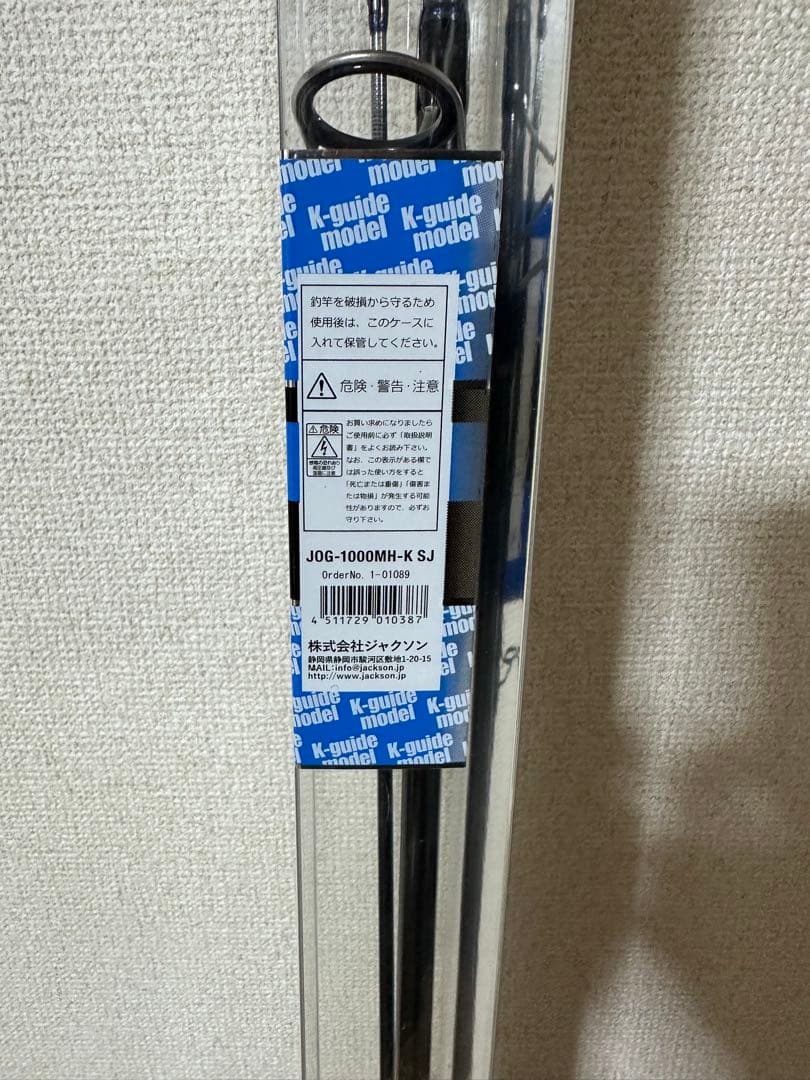 model model
K-guide K-guide
model model
釣竿を破損から守るため
使用後は、このケースに
入れて保管してください。
危険・警告・注意
危険
お買い求めになりましたら
ご使用前に必ず「取扱説明
書」をよくお読み下さい。
なお、この表示がある欄で
は誤った使い方をすると
「死亡または重傷」「傷害ま
たは物損」が発生する可能
性がありますので、必ずお
守り下さい。
JOG-1000MH-K SJ
OrderNo. 1-01089
4 511729 010387
株式会社ジャクソン
静岡県静岡市駿河区敷地1-20-15
MAIL:info@jackson.jp
http://www.jackson.jp
K-guide
model model
K-guide K-guide
model model